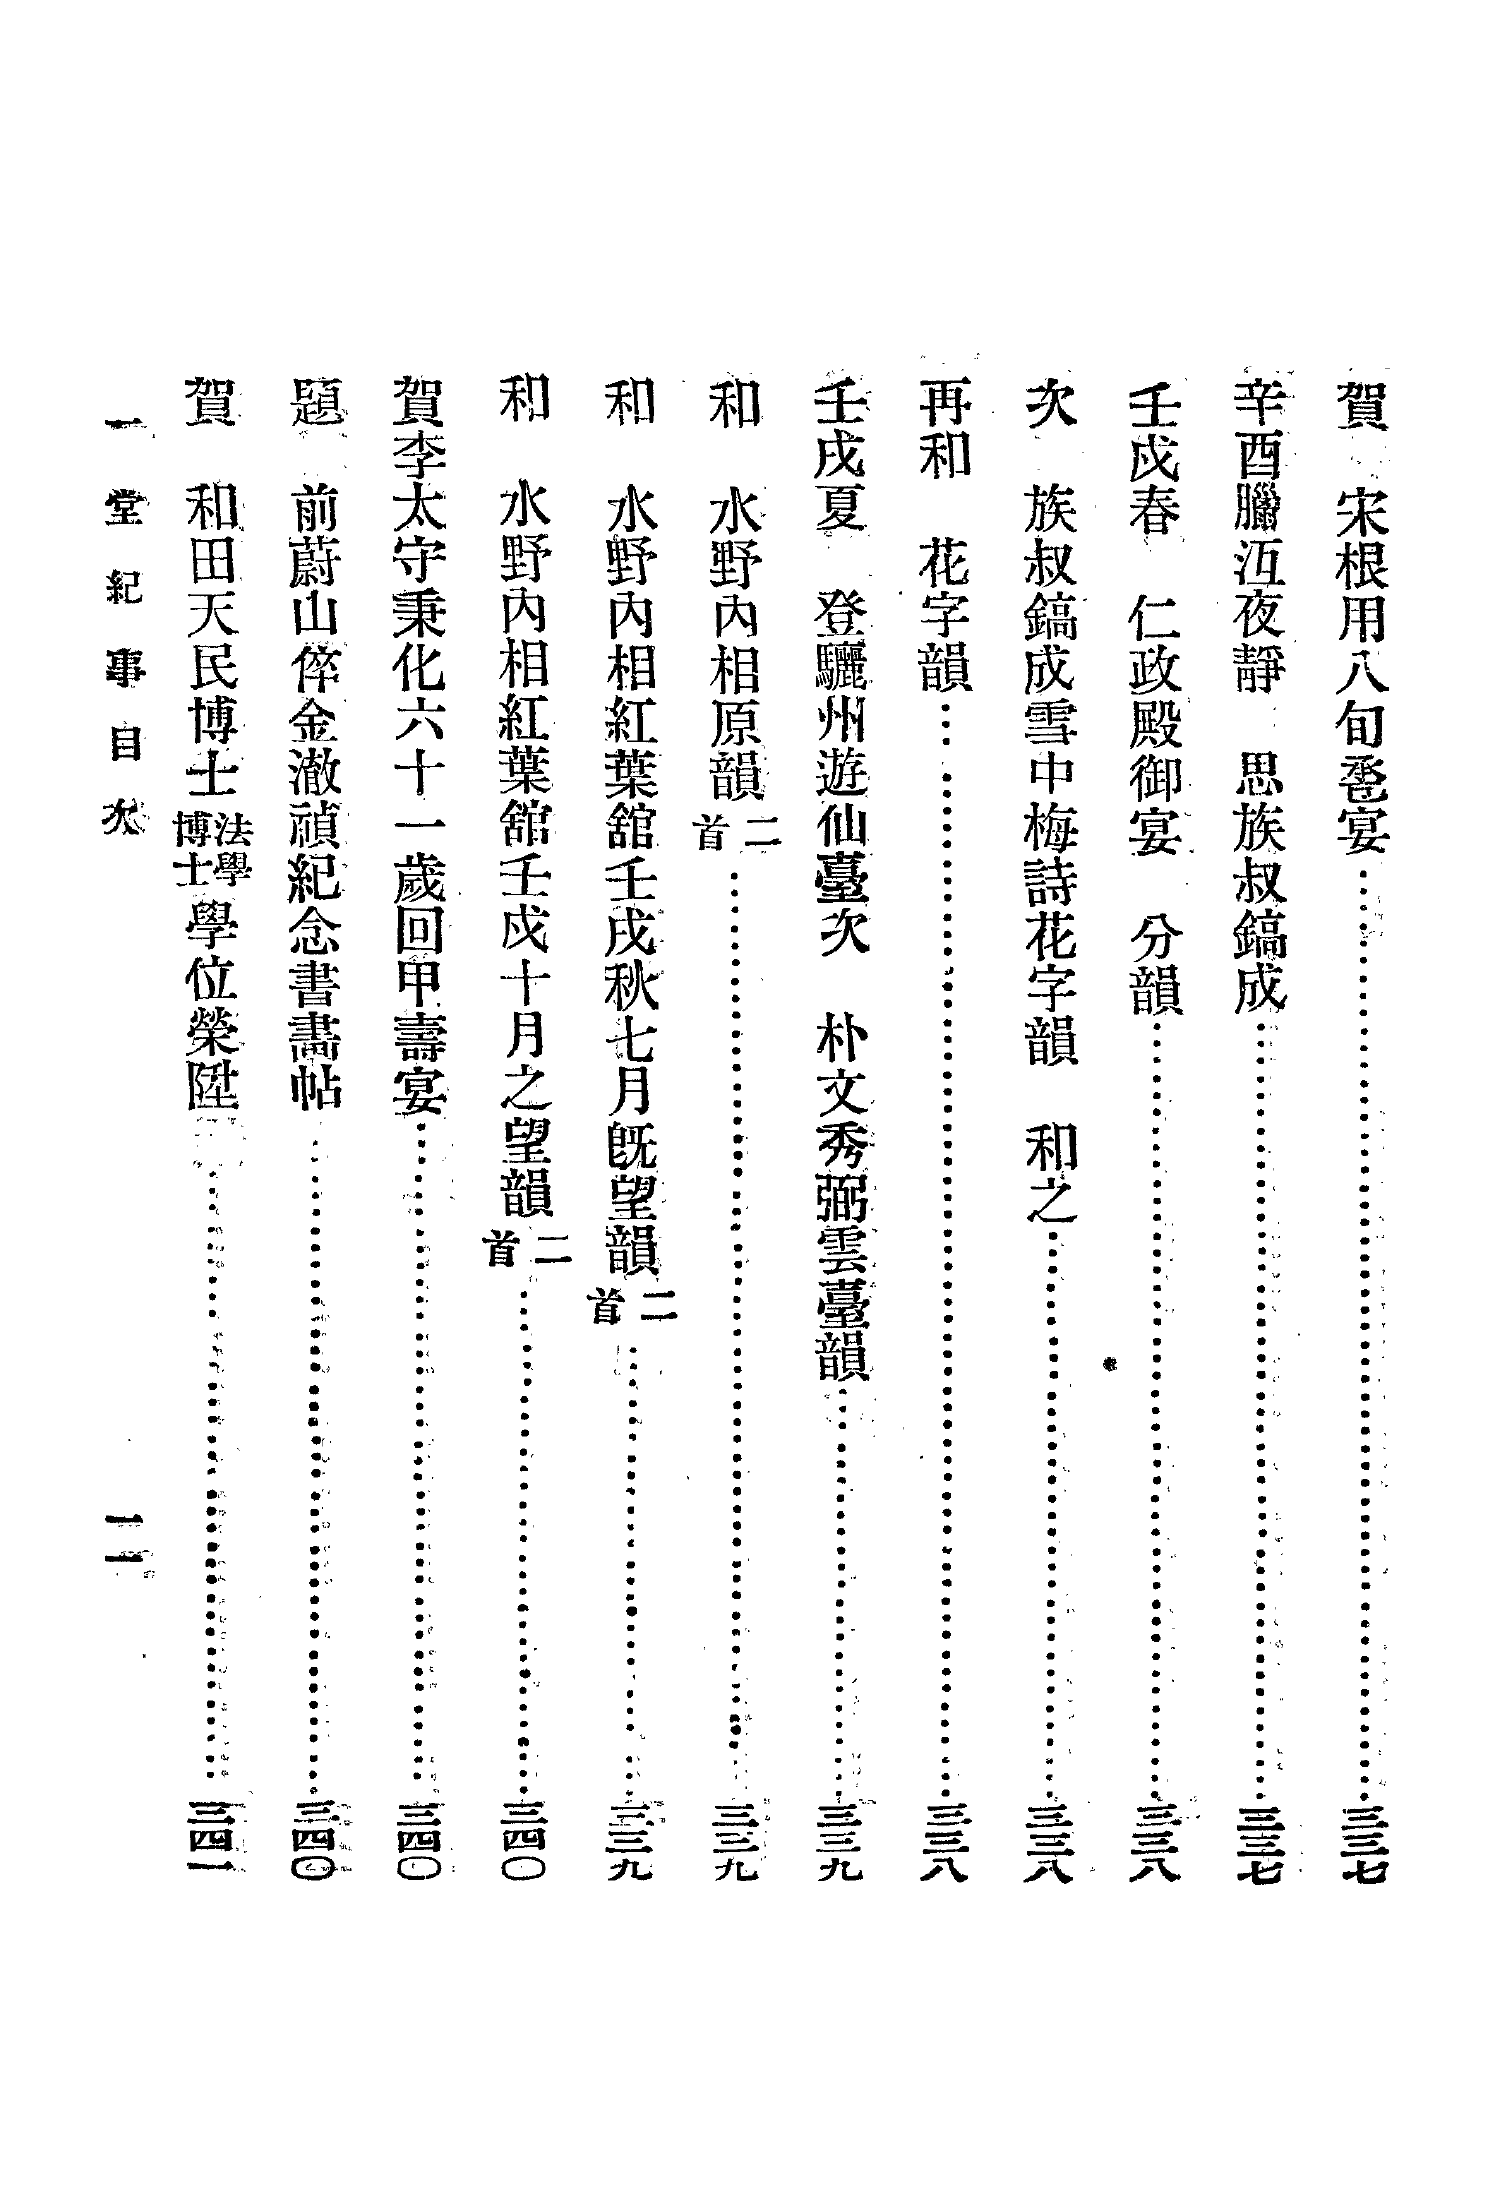 賀　宋根用八旬甕宴……三三七
辛酉臘沍夜靜　思族叔鎬成……三三七
壬戌春　仁政殿御宴　分韻……三三八
次　族叔鎬成雪中梅詩花字韻　和之……三三八
再和　花字韻……三三八
壬戌夏　登驪州遊仙臺次　朴文秀弼雲臺韻……三三九
和　水野內相原韻二首……三三九
和　水野內相紅葉舘壬戌秋七月旣望韻二首……三三九
和　水野內相紅葉舘壬戌十月之望韻二首……三四〇
賀李太守秉化六十一歲回甲壽宴……三四〇
題　前蔚山倅金澈禎紀念書畵帖……三四〇
賀　和田天民博士法學博士學位榮陞……三四一
一堂紀事目次　二一